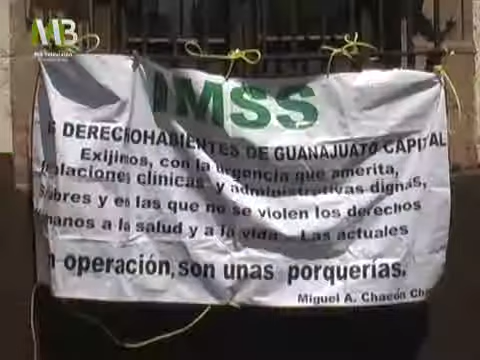 MB
IMSS
DERECHOHABIENTES DE GUANAJUATO CAPITAL
Exijimos, con la urgencia que amerita,
clínicas y administrativas dignas,
y en las que no se violen los derechos
a la salud y a la vida. Las actuales
operación, son unas porquerías.
Miguel A. Chacón